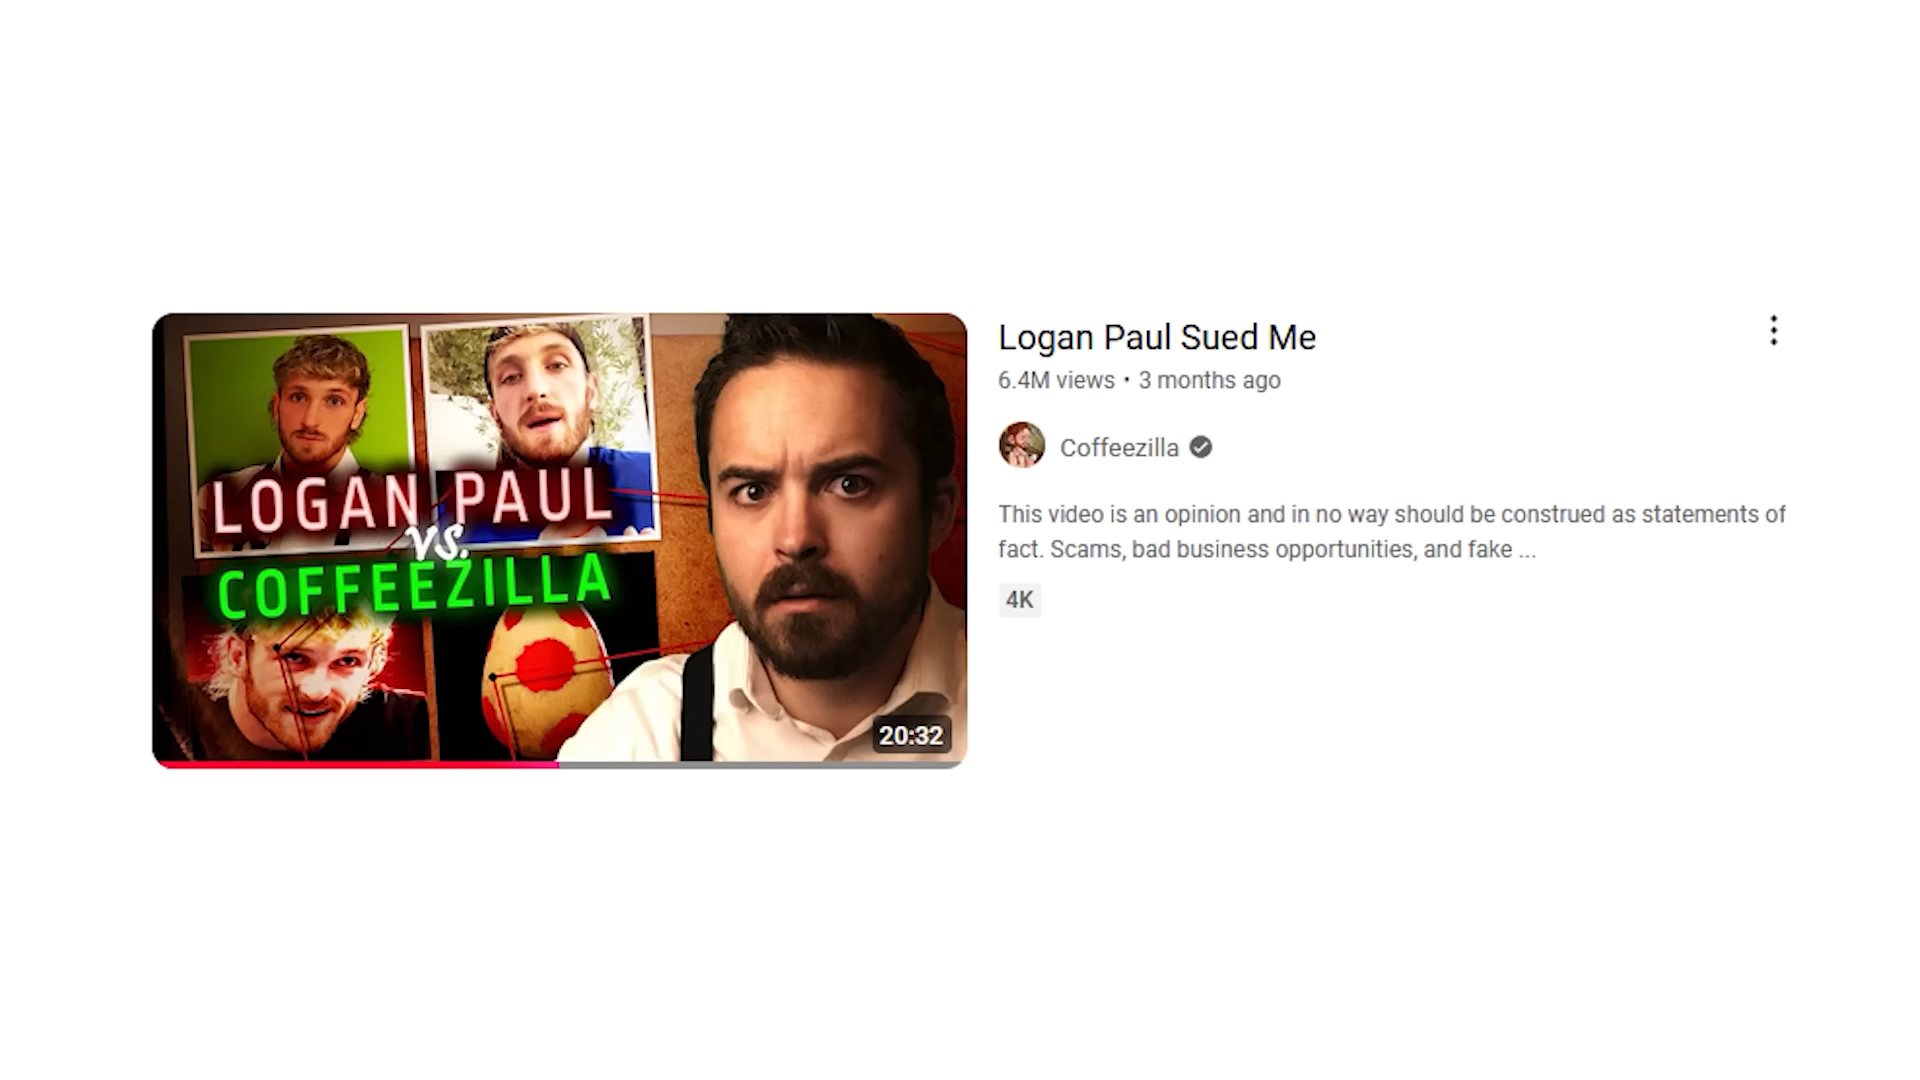 LOGAN PAUL
vs.
COFFEEZILLA
20:32
Logan Paul Sued Me
6.4M views • 3 months ago
Coffeezilla
This video is an opinion and in no way should be construed as statements of
fact. Scams, bad business opportunities, and fake ...
4K